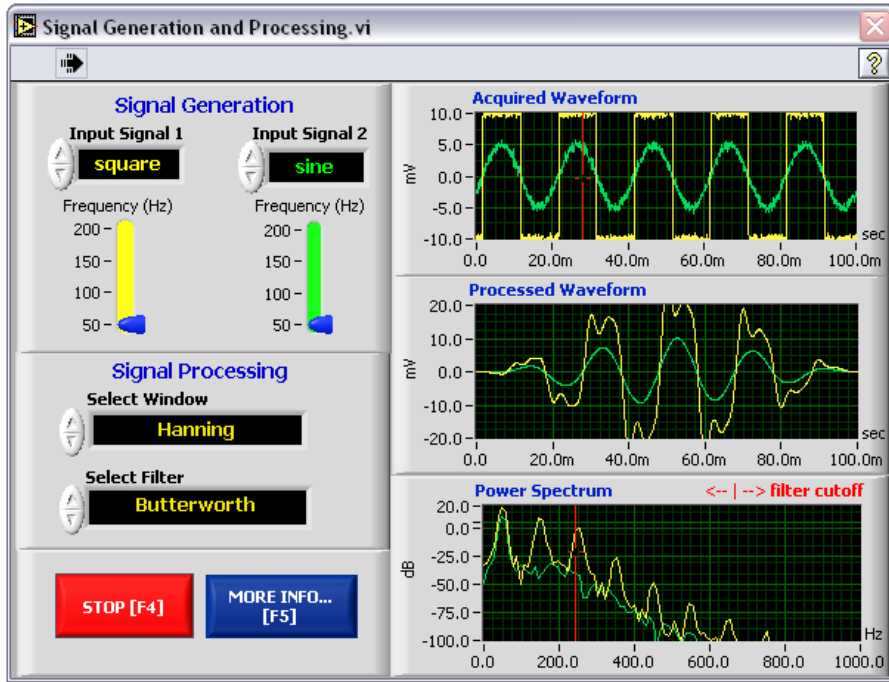 Signal Generation and Processing.vi
?
Signal Generation
Input Signal 1
Input Signal 2
square
sine
Frequency (Hz)
Frequency (Hz)
200
150
100
50
200
150
100
50
Signal Processing
Select Window
Hanning
Select Filter
Butterworth
STOP [F4]
MORE INFO...
[F5]
Acquired Waveform
10.0
5.0
0.0
-5.0
-10.0
mV
sec
0.0 20.0m 40.0m 60.0m 80.0m 100.0m
Processed Waveform
20.0
10.0
0.0
-10.0
-20.0
mV
sec
0.0 20.0m 40.0m 60.0m 80.0m 100.0m
Power Spectrum
<-- | --> filter cutoff
20.0
0.0
-25.0
-50.0
-75.0
-100.0
dB
Hz
0.0 200.0 400.0 600.0 800.0 1000.0